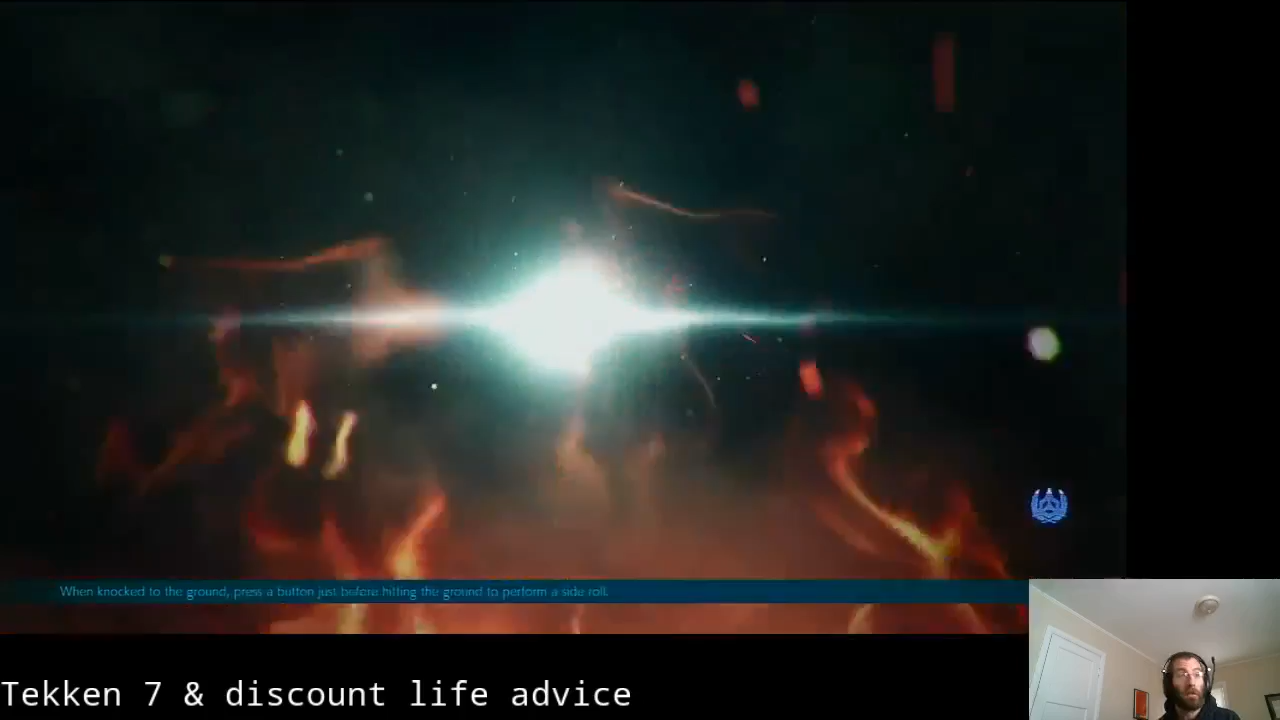 When knocked to the ground, press a button just before hitting the ground to perform a side roll.
Tekken 7 & discount life advice